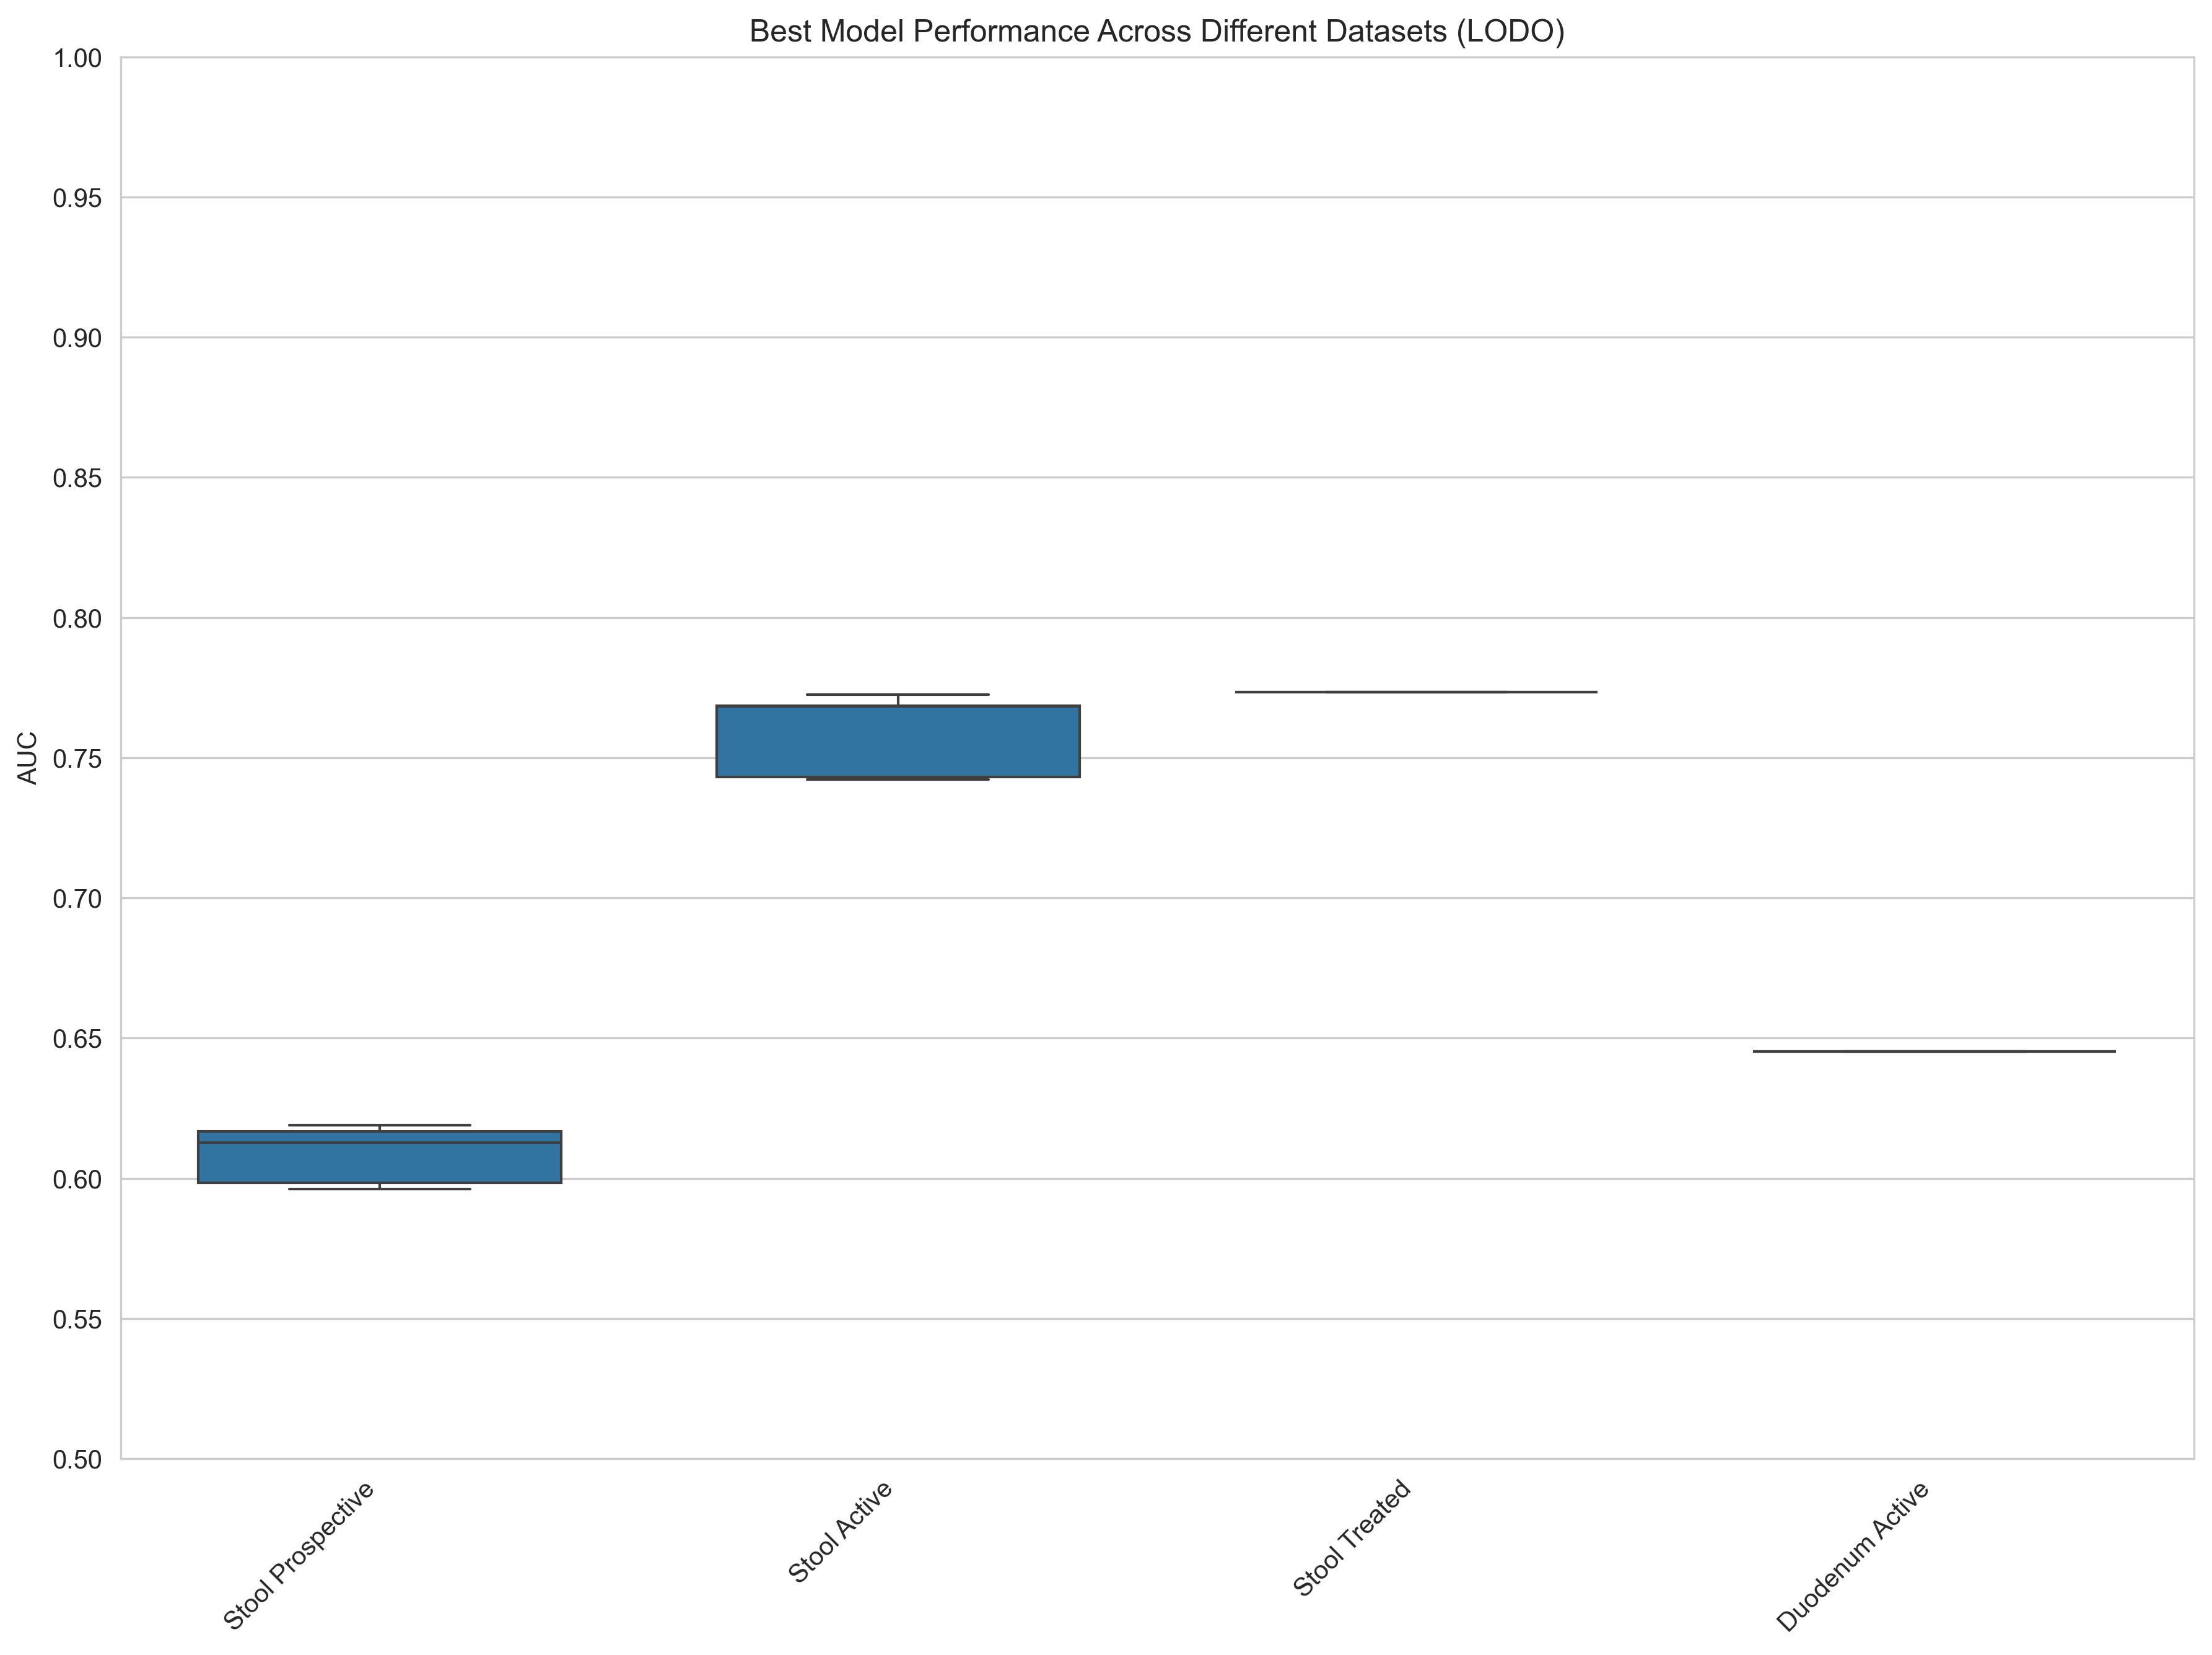 Best Model Performance Across Different Datasets (LODO)
1.00
0.95
0.90
0.85
0.80
0.75
0.70
0.65
0.60
0.55
0.50
AUC
Stool Prospective
Stool Active
Stool Treated
Duodenum Active